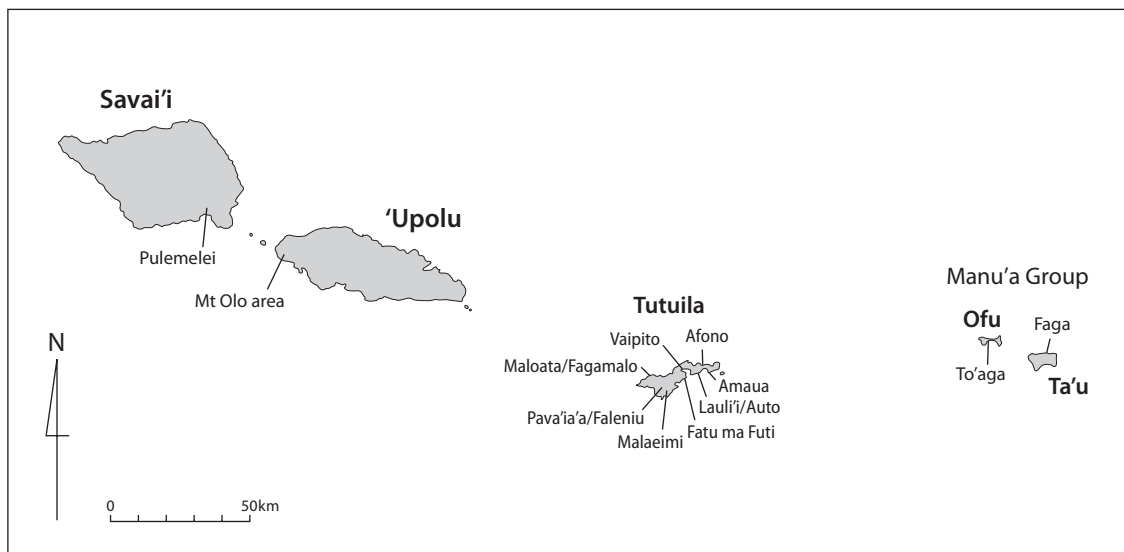 Savai'i
Pulemelei
'Upolu
Mt Olo area
Manu'a Group
Tutuila
Ofu
Faga
To'aga
Ta'u
Vaipito
Afono
Maloata/Fagamalo
Amaua
Lauli'i/Auto
Pava'ia'a/Faleniu
Fatu ma Futi
Malaeimi
N
0
50km